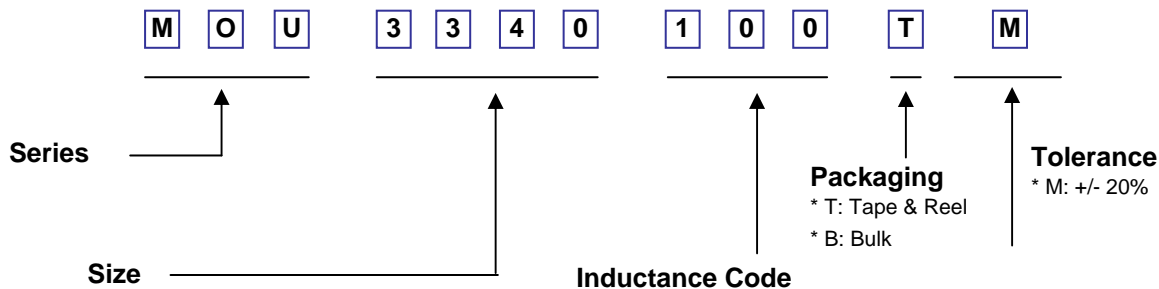 M O U 3 3 4 0 1 0 0 T M
Series
Tolerance
* M: +/- 20%
Packaging
* T: Tape & Reel
* B: Bulk
Size
Inductance Code